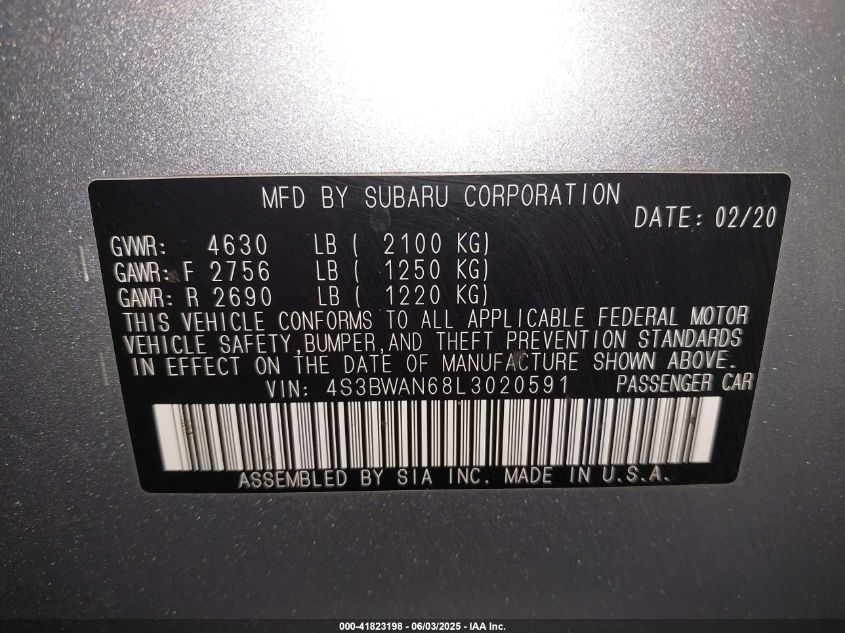 MFD BY SUBARU CORPORATION
DATE: 02/20
GVWR: 4630 LB ( 2100 KG)
GAWR: F 2756 LB ( 1250 KG)
GAWR: R 2690 LB ( 1220 KG)
THIS VEHICLE CONFORMS TO ALL APPLICABLE FEDERAL MOTOR
VEHICLE SAFETY,BUMPER,AND THEFT PREVENTION STANDARDS
IN EFFECT ON THE DATE OF MANUFACTURE SHOWN ABOVE.
VIN: 4S3BWAN68L3020591 PASSENGER CAR
ASSEMBLED BY SIA INC. MADE IN U.S.A.
000-41823198 - 06/03/2025 - IAA Inc.